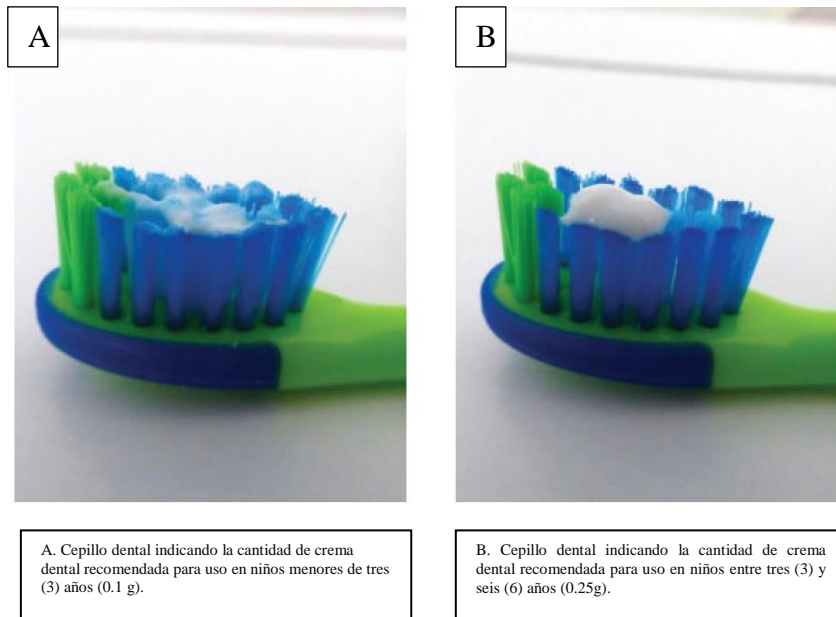 A
B
A. Cepillo dental indicando la cantidad de crema
dental recomendada para uso en niños menores de tres
(3) años (0.1 g).
B. Cepillo dental indicando la cantidad de crema
dental recomendada para uso en niños entre tres (3) y
seis (6) años (0.25g).